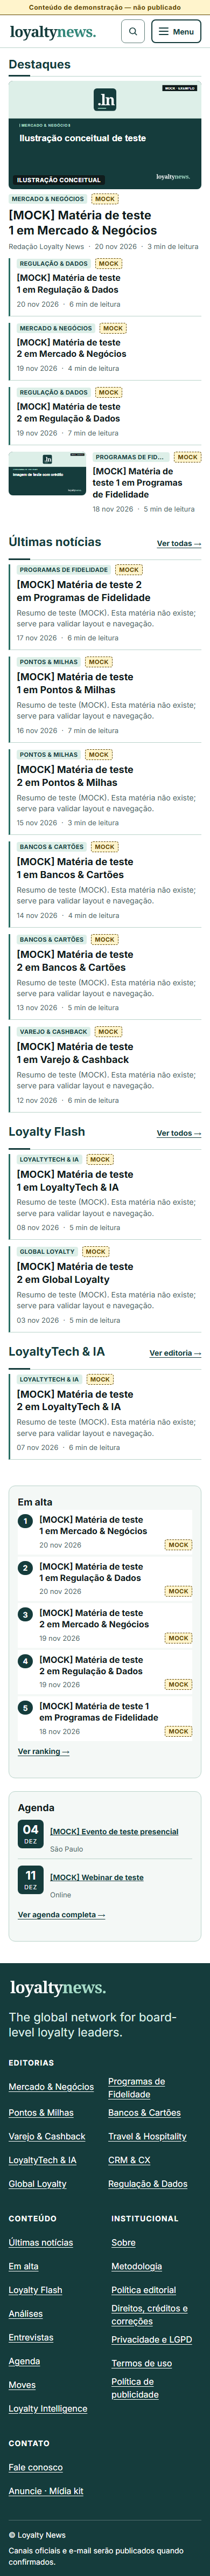 Conteúdo de demonstração — não publicado
loyaltynews.
Menu
Destaques
MOCK · EXEMPLO
.ln
| MERCADO & NEGÓCIOS
Ilustração conceitual de teste
ILUSTRAÇÃO CONCEITUAL
loyaltynews.
MERCADO & NEGÓCIOS MOCK
[MOCK] Matéria de teste
1 em Mercado & Negócios
Redação Loyalty News · 20 nov 2026 · 3 min de leitura
REGULAÇÃO & DADOS MOCK
[MOCK] Matéria de teste
1 em Regulação & Dados
20 nov 2026 · 6 min de leitura
MERCADO & NEGÓCIOS MOCK
[MOCK] Matéria de teste
2 em Mercado & Negócios
19 nov 2026 · 4 min de leitura
REGULAÇÃO & DADOS MOCK
[MOCK] Matéria de teste
2 em Regulação & Dados
19 nov 2026 · 7 min de leitura
.ln
Imagem de teste sem crédito
PROGRAMAS DE FID... MOCK
[MOCK] Matéria de
teste 1 em Programas
de Fidelidade
18 nov 2026 · 5 min de leitura
Últimas notícias
Ver todas →
PROGRAMAS DE FIDELIDADE MOCK
[MOCK] Matéria de teste 2
em Programas de Fidelidade
Resumo de teste (MOCK). Esta matéria não existe;
serve para validar layout e navegação.
17 nov 2026 · 6 min de leitura
PONTOS & MILHAS MOCK
[MOCK] Matéria de teste
1 em Pontos & Milhas
Resumo de teste (MOCK). Esta matéria não existe;
serve para validar layout e navegação.
16 nov 2026 · 7 min de leitura
PONTOS & MILHAS MOCK
[MOCK] Matéria de teste
2 em Pontos & Milhas
Resumo de teste (MOCK). Esta matéria não existe;
serve para validar layout e navegação.
15 nov 2026 · 3 min de leitura
BANCOS & CARTÕES MOCK
[MOCK] Matéria de teste
1 em Bancos & Cartões
Resumo de teste (MOCK). Esta matéria não existe;
serve para validar layout e navegação.
14 nov 2026 · 4 min de leitura
BANCOS & CARTÕES MOCK
[MOCK] Matéria de teste
2 em Bancos & Cartões
Resumo de teste (MOCK). Esta matéria não existe;
serve para validar layout e navegação.
13 nov 2026 · 5 min de leitura
VAREJO & CASHBACK MOCK
[MOCK] Matéria de teste
1 em Varejo & Cashback
Resumo de teste (MOCK). Esta matéria não existe;
serve para validar layout e navegação.
12 nov 2026 · 6 min de leitura
Loyalty Flash
Ver todos →
LOYALTYTECH & IA MOCK
[MOCK] Matéria de teste
1 em LoyaltyTech & IA
Resumo de teste (MOCK). Esta matéria não existe;
serve para validar layout e navegação.
08 nov 2026 · 5 min de leitura
GLOBAL LOYALTY MOCK
[MOCK] Matéria de teste
2 em Global Loyalty
Resumo de teste (MOCK). Esta matéria não existe;
serve para validar layout e navegação.
03 nov 2026 · 5 min de leitura
LoyaltyTech & IA
Ver editoria →
LOYALTYTECH & IA MOCK
[MOCK] Matéria de teste
2 em LoyaltyTech & IA
Resumo de teste (MOCK). Esta matéria não existe;
serve para validar layout e navegação.
07 nov 2026 · 6 min de leitura
Em alta
1
[MOCK] Matéria de teste
1 em Mercado & Negócios
20 nov 2026 MOCK
2
[MOCK] Matéria de teste
1 em Regulação & Dados
20 nov 2026 MOCK
3
[MOCK] Matéria de teste
2 em Mercado & Negócios
19 nov 2026 MOCK
4
[MOCK] Matéria de teste
2 em Regulação & Dados
19 nov 2026 MOCK
5
[MOCK] Matéria de teste 1
em Programas de Fidelidade
18 nov 2026 MOCK
Ver ranking →
Agenda
04
DEZ
[MOCK] Evento de teste presencial
São Paulo
11
DEZ
[MOCK] Webinar de teste
Online
Ver agenda completa →
loyaltynews.
The global network for board-
level loyalty leaders.
EDITORIAS
Mercado & Negócios
Programas de
Fidelidade
Pontos & Milhas
Bancos & Cartões
Varejo & Cashback
Travel & Hospitality
LoyaltyTech & IA
CRM & CX
Global Loyalty
Regulação & Dados
CONTEÚDO
Últimas notícias
Em alta
Loyalty Flash
Análises
Entrevistas
Agenda
Moves
Loyalty Intelligence
INSTITUCIONAL
Sobre
Metodologia
Política editorial
Direitos, créditos e
correções
Privacidade e LGPD
Termos de uso
Política de
publicidade
CONTATO
Fale conosco
Anuncie · Mídia kit
© Loyalty News
Canais oficiais e e-mail serão publicados quando
confirmados.